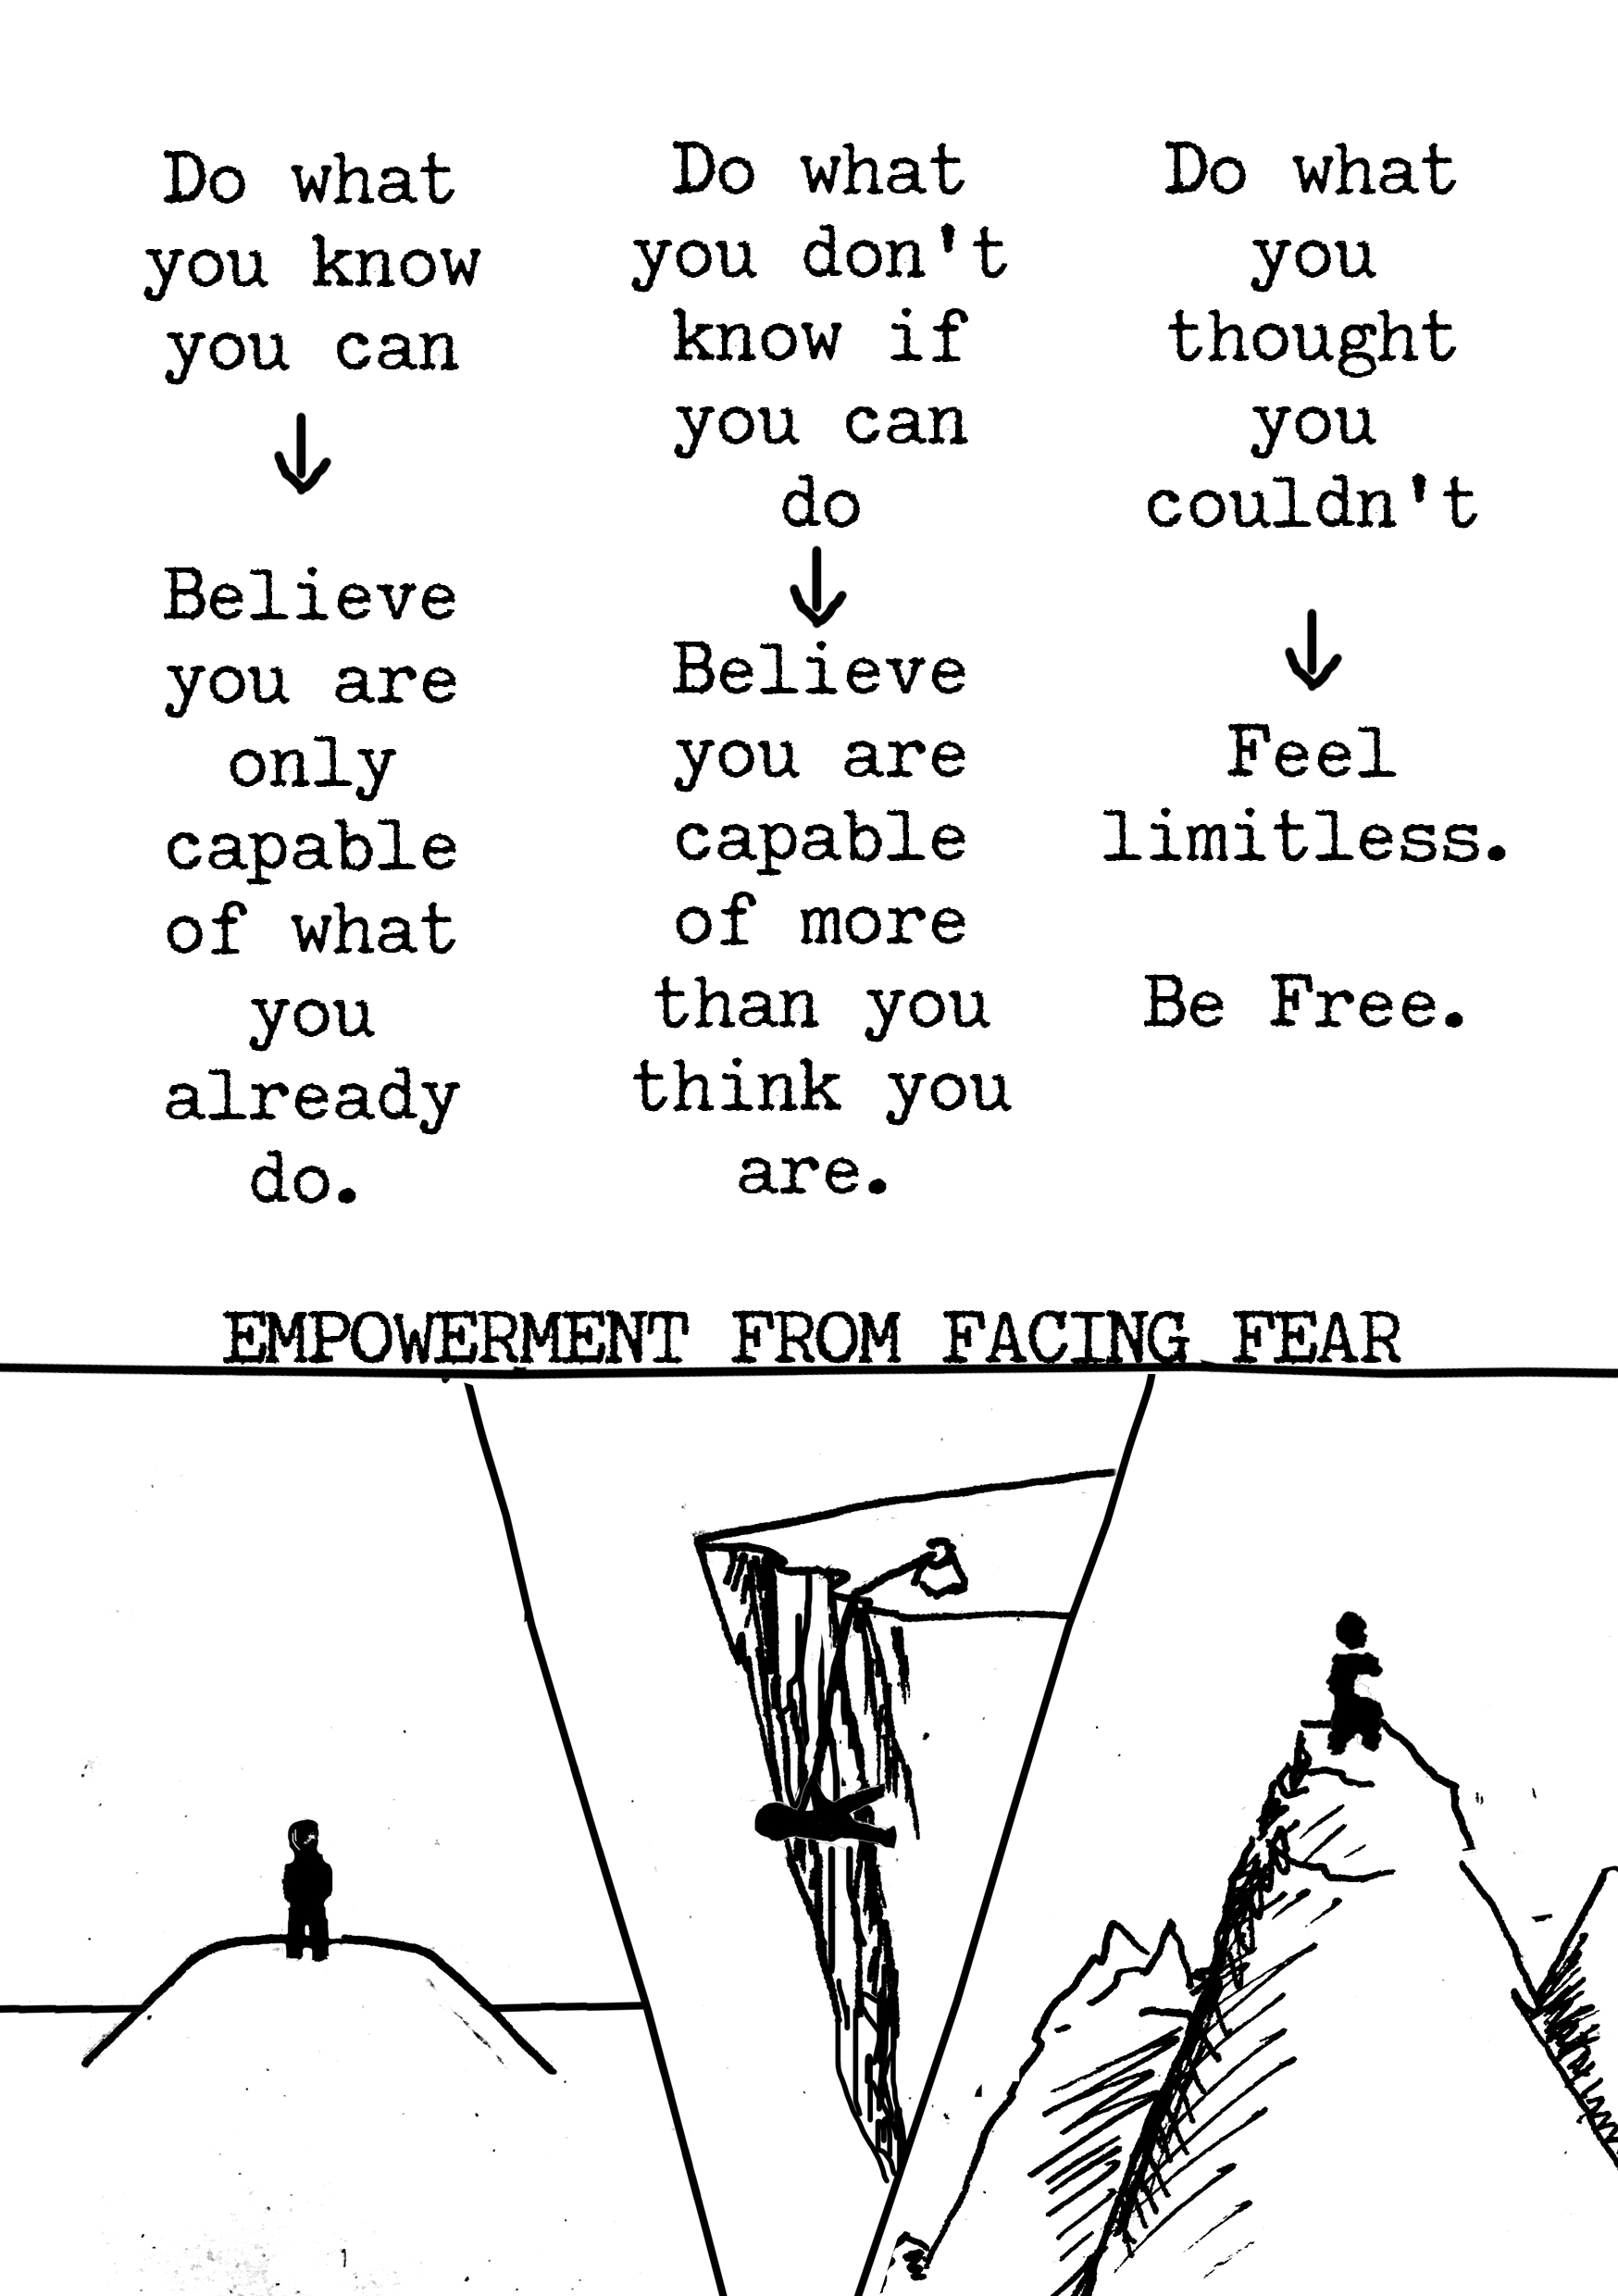 Do what
you know
you can
Believe
you are
only
capable
of what
you
already
do.
Do what
you don't
know if
you can
do
Believe
you are
capable
of more
than you
think you
are.
Do what
you
thought
you
couldn't
Feel
limitless.
Be Free.
EMPOWERMENT FROM FACING FEAR